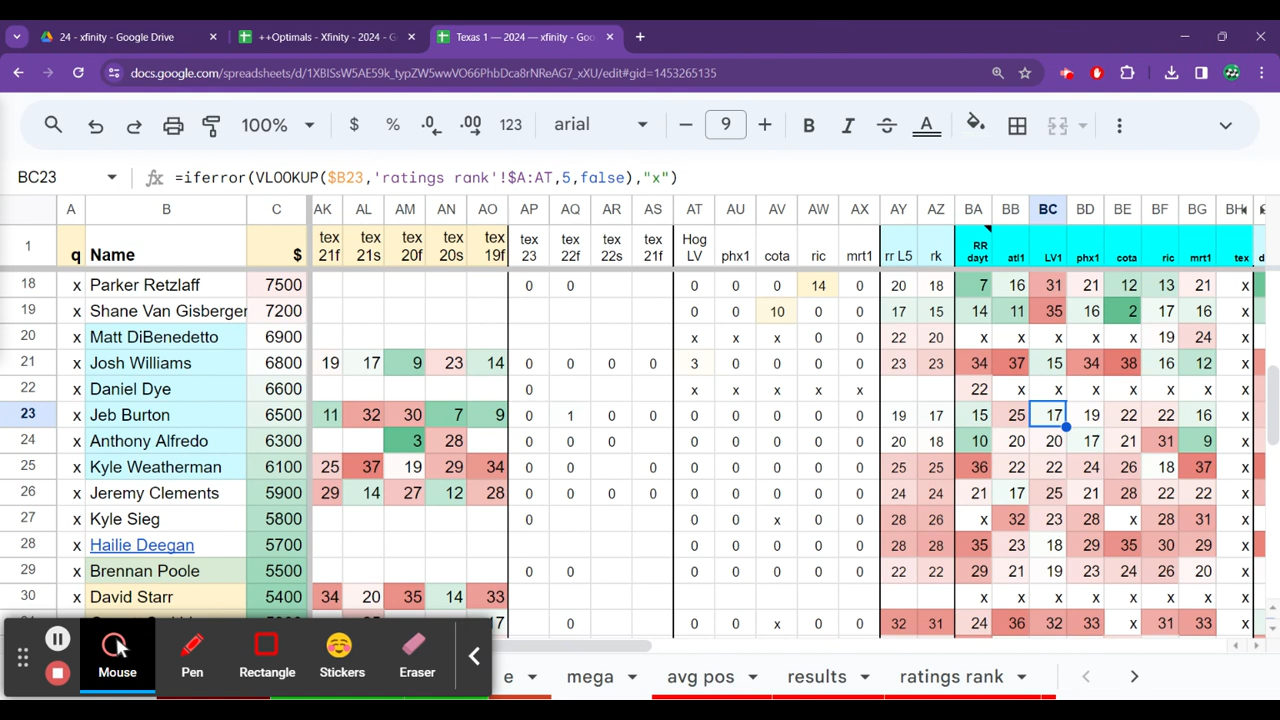 24 - xfinity - Google Drive
++Optimals - Xfinity - 2024 - G
Texas 1 — 2024 — xfinity - Goo
docs.google.com/spreadsheets/d/1XBISsW5AE59k_typZW5wwVO66PhbDca8rNReAG7_xXU/edit#gid=1453265135
100% $ % .0 .00 123 arial 9 B I S A
BC23 fx =iferror(VLOOKUP($B23,'ratings rank'!$A:AT,5,false),"x")
A B C AK AL AM AN AO AP AQ AR AS AT AU AV AW AX AY AZ BA BB BC BD BE BF BG BH
1 q Name $ tex 21f tex 21s tex 20f tex 20s tex 19f tex 23 tex 22f tex 22s tex 21f Hog LV phx1 cota ric mrt1 rr L5 rk RR dayt atl1 LV1 phx1 cota ric mrt1 tex
18 x Parker Retzlaff 7500 0 0 0 0 0 14 0 20 18 7 16 31 21 12 13 21 x
19 x Shane Van Gisberger 7200 0 0 10 0 0 17 15 14 11 35 16 2 17 16 x
20 x Matt DiBenedetto 6900 x x x 0 0 22 20 x x x x x 19 24 x
21 x Josh Williams 6800 19 17 9 23 14 0 0 0 0 3 0 0 0 0 23 23 34 37 15 34 38 16 12 x
22 x Daniel Dye 6600 0 x x x x x 22 x x x x x x x
23 x Jeb Burton 6500 11 32 30 7 9 0 1 0 0 0 0 0 0 0 19 17 15 25 17 19 22 22 16 x
24 x Anthony Alfredo 6300 3 28 0 0 0 0 0 0 0 0 0 20 18 10 20 20 17 21 31 9 x
25 x Kyle Weatherman 6100 25 37 19 29 34 0 0 0 0 0 0 0 0 25 25 36 22 22 24 26 18 37 x
26 x Jeremy Clements 5900 29 14 27 12 28 0 0 0 0 0 0 0 0 0 24 24 21 17 25 21 28 22 22 x
27 x Kyle Sieg 5800 0 0 0 x 0 0 28 26 x 32 23 28 x 28 31 x
28 x Hailie Deegan 5700 0 0 0 0 0 28 28 35 23 18 29 35 30 29 x
29 x Brennan Poole 5500 0 0 0 0 0 0 0 22 22 29 21 19 23 24 26 20 x
30 x David Starr 5400 34 20 35 14 33 x x x x x x x x
0 0 0 x 0 0 32 31 24 36 32 33 x 31 33 x
Mouse Pen Rectangle Stickers Eraser
e mega avg pos results ratings rank